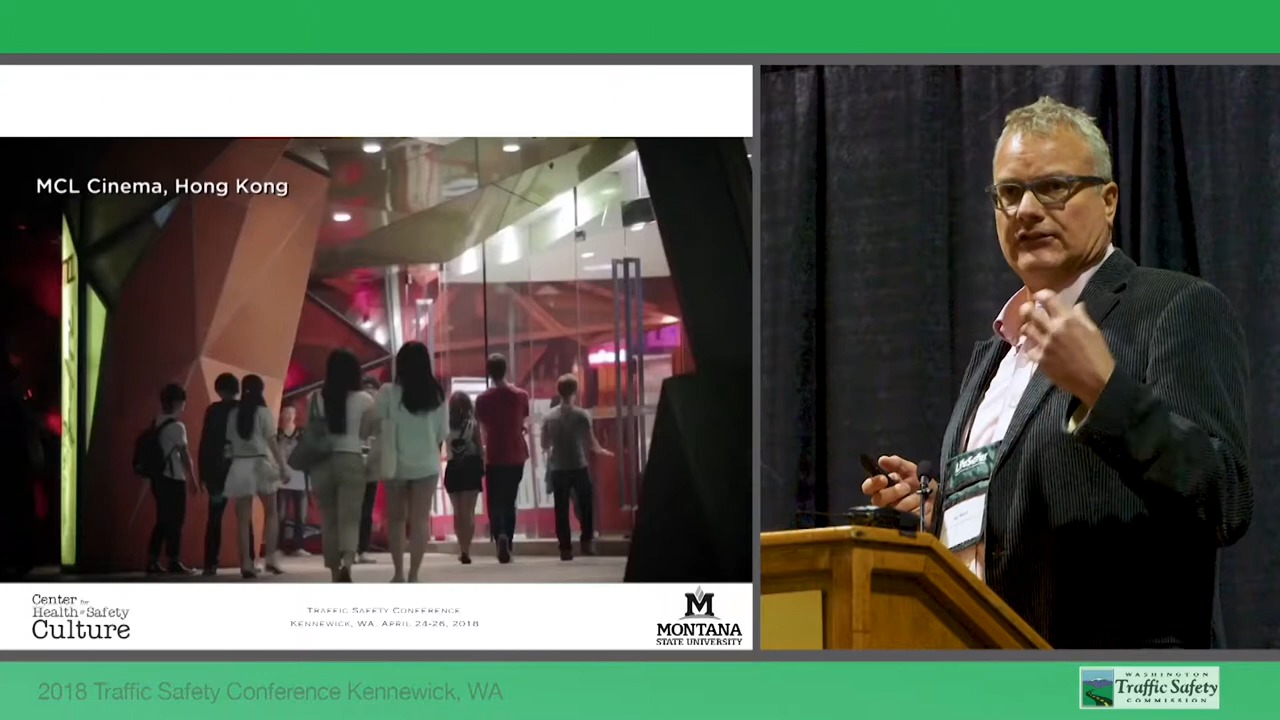 MCL Cinema, Hong Kong
Center for
Health & Safety
Culture
TRAFFIC SAFETY CONFERENCE
KENNEWICK, WA. APRIL 24-26, 2018
M
MONTANA
STATE UNIVERSITY
2018 Traffic Safety Conference Kennewick, WA
WASHINGTON
Traffic Safety
COMMISSION